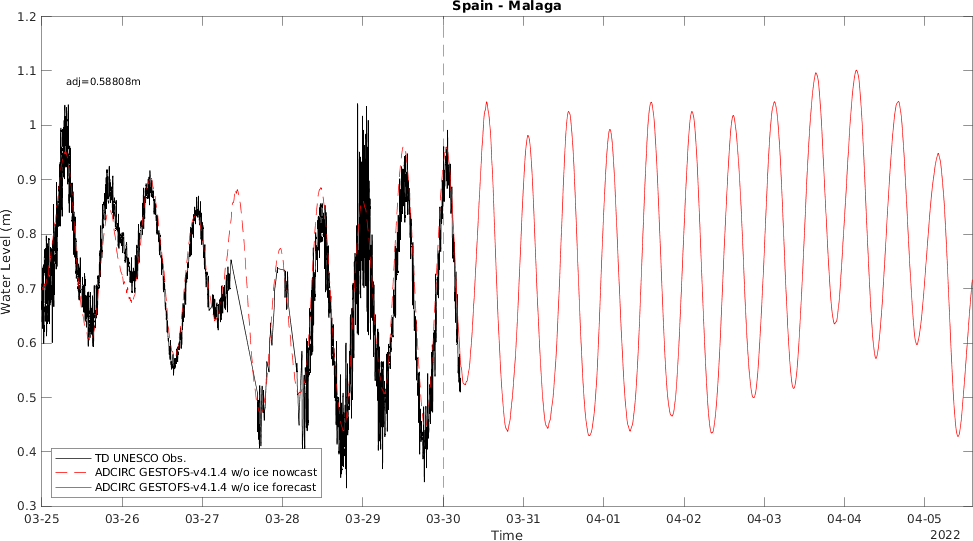 Spain - Malaga
1.2
1.1
1
0.9
0.8
0.7
0.6
0.5
0.4
0.3
Water Level (m)
adj=0.58808m
TD UNESCO Obs.
ADCIRC GESTOFS-v4.1.4 w/o ice nowcast
ADCIRC GESTOFS-v4.1.4 w/o ice forecast
03-25 03-26 03-27 03-28 03-29 03-30 03-31 04-01 04-02 04-03 04-04 04-05
Time
2022